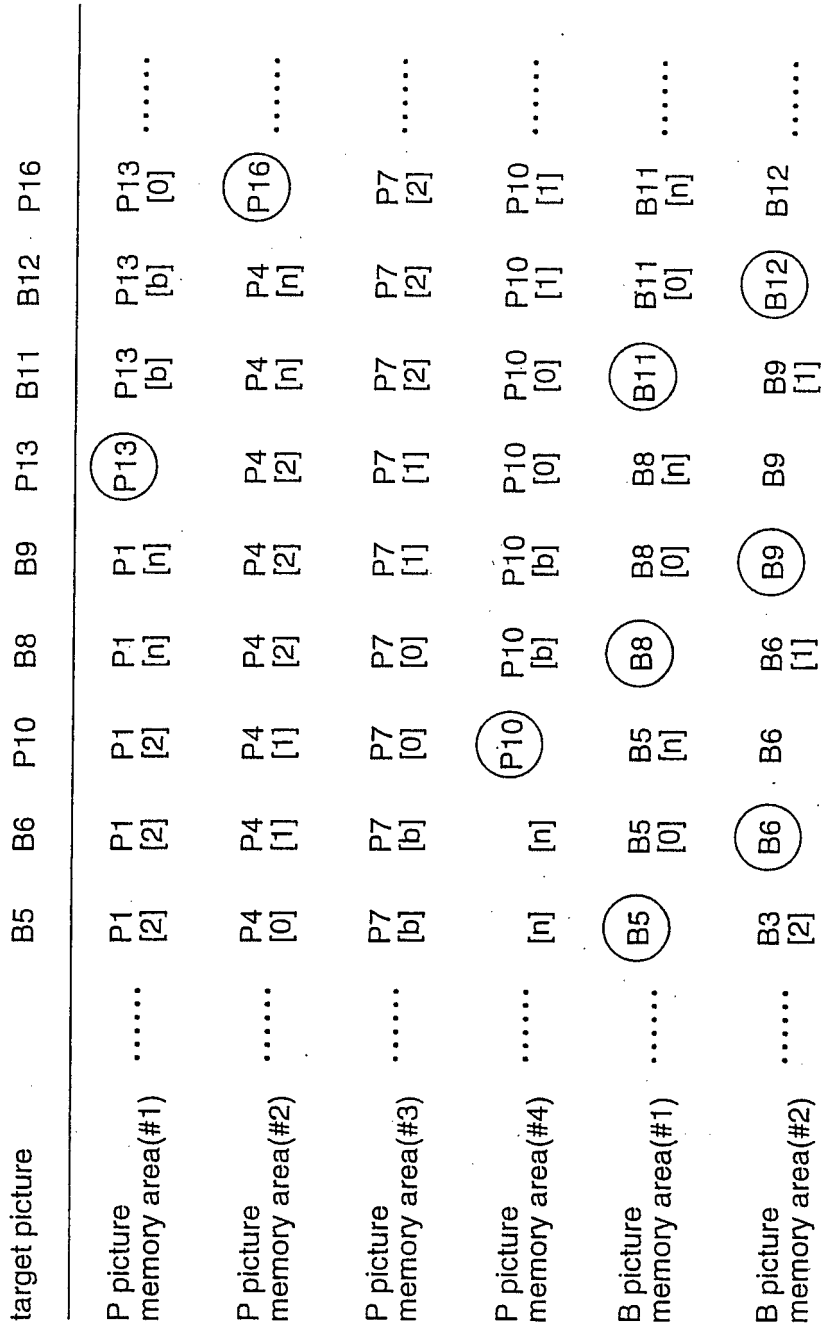 target picture B5 B6 P10 B8 B9 P13 B11 B12 P16
P picture P1 P1 P1 P1 P1 P13 P13 P13 P13
memory area(#1) ...... [2] [2] [2] [n] [n] [b] [b] [0] ......
P picture P4 P4 P4 P4 P4 P4 P4 P4 P16
memory area(#2) ...... [0] [1] [1] [2] [2] [2] [n] [n] ......
P picture P7 P7 P7 P7 P7 P7 P7 P7 P7
memory area(#3) ...... [b] [b] [0] [0] [1] [1] [2] [2] [2] ......
P picture P10 P10 P10 P10 P10 P10 P10
memory area(#4) ...... [n] [n] [b] [b] [0] [0] [1] [1] ......
B picture B5 B5 B5 B8 B8 B8 B11 B11 B11
memory area(#1) ...... [0] [n] [0] [n] [0] [n] ......
B picture B3 B6 B6 B6 B9 B9 B9 B12 B12
memory area(#2) ...... [2] [1] [1] ......